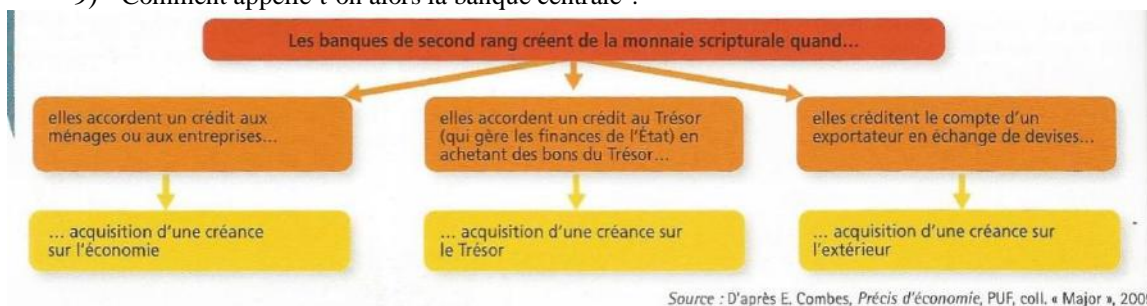 9) Comment appelle-t-on alors la banque centrale ?
Les banques de second rang créent de la monnaie scripturale quand...
elles accordent un crédit aux
ménages ou aux entreprises...
elles accordent un crédit au Trésor
(qui gère les finances de l'État) en
achetant des bons du Trésor...
elles créditent le compte d'un
exportateur en échange de devises...
... acquisition d'une créance
sur l'économie
... acquisition d'une créance sur
le Trésor
... acquisition d'une créance sur
l'extérieur
Source : D'après E. Combes, Précis d'économie, PUF, coll. « Major », 200